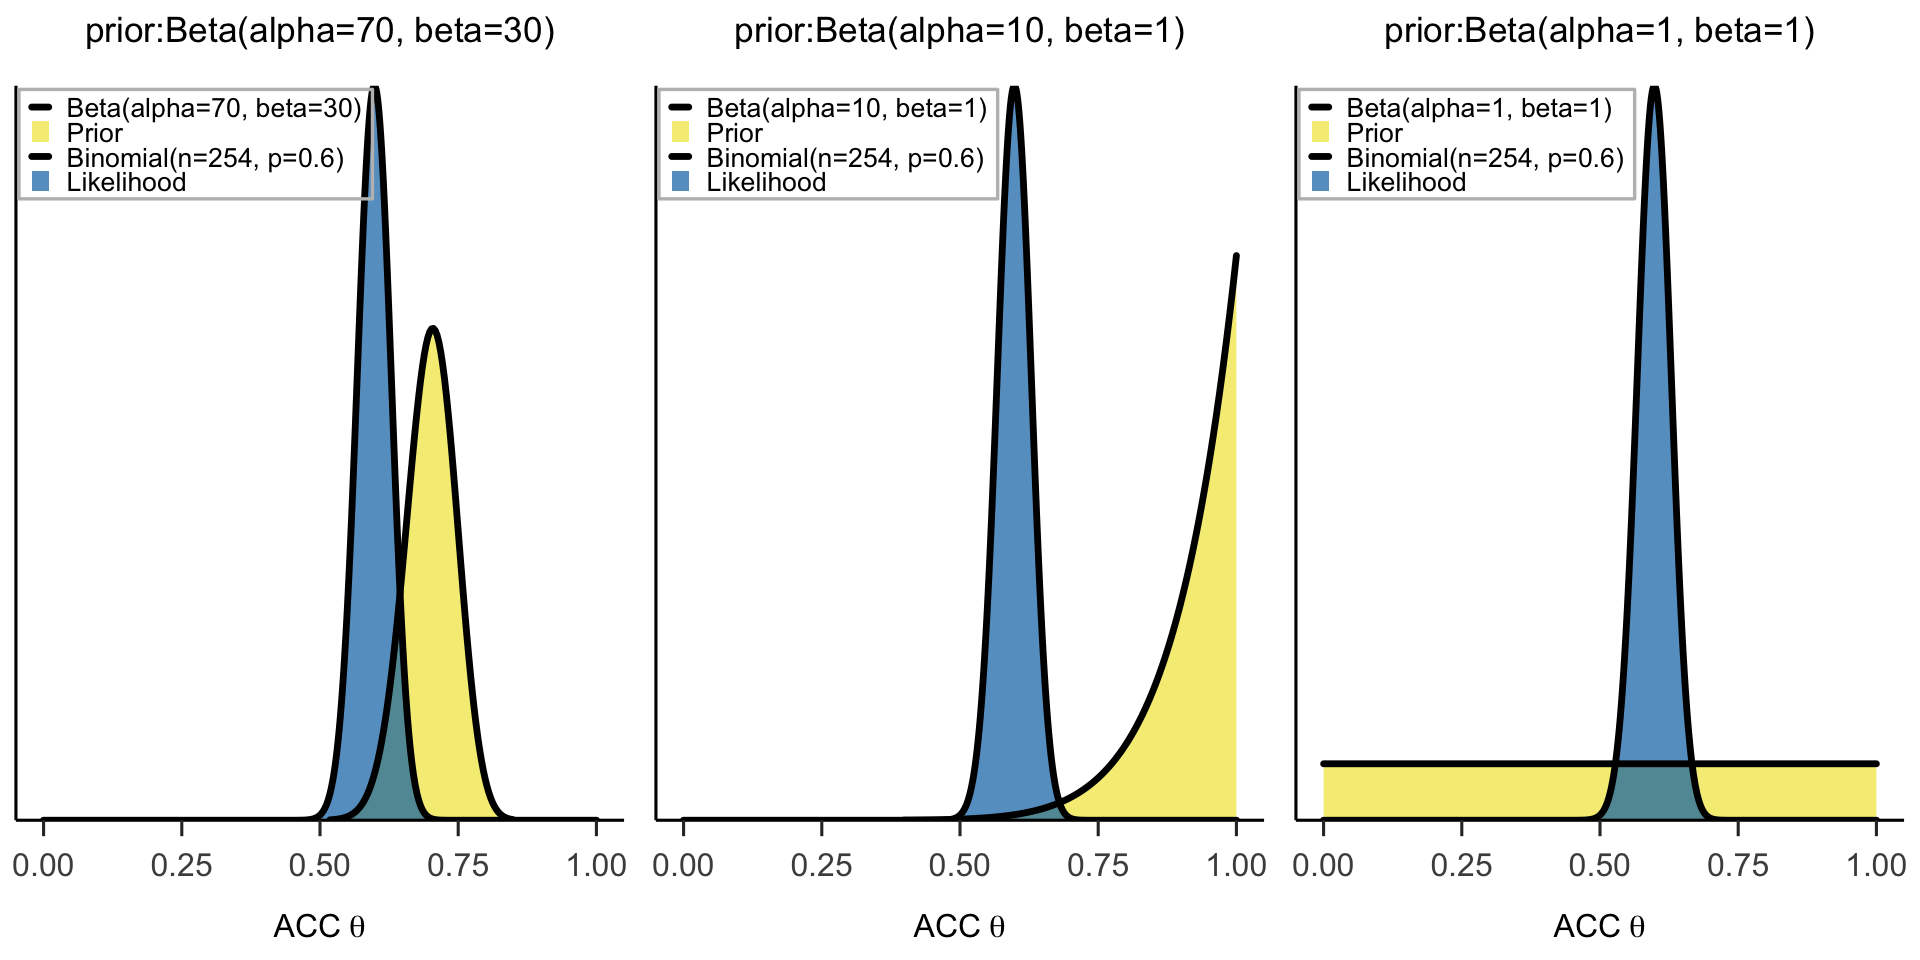 prior:Beta(alpha=70, beta=30)
Beta(alpha=70, beta=30)
Prior
Binomial(n=254, p=0.6)
Likelihood
0.00 0.25 0.50 0.75 1.00
ACC θ
prior:Beta(alpha=10, beta=1)
Beta(alpha=10, beta=1)
Prior
Binomial(n=254, p=0.6)
Likelihood
0.00 0.25 0.50 0.75 1.00
ACC θ
prior:Beta(alpha=1, beta=1)
Beta(alpha=1, beta=1)
Prior
Binomial(n=254, p=0.6)
Likelihood
0.00 0.25 0.50 0.75 1.00
ACC θ